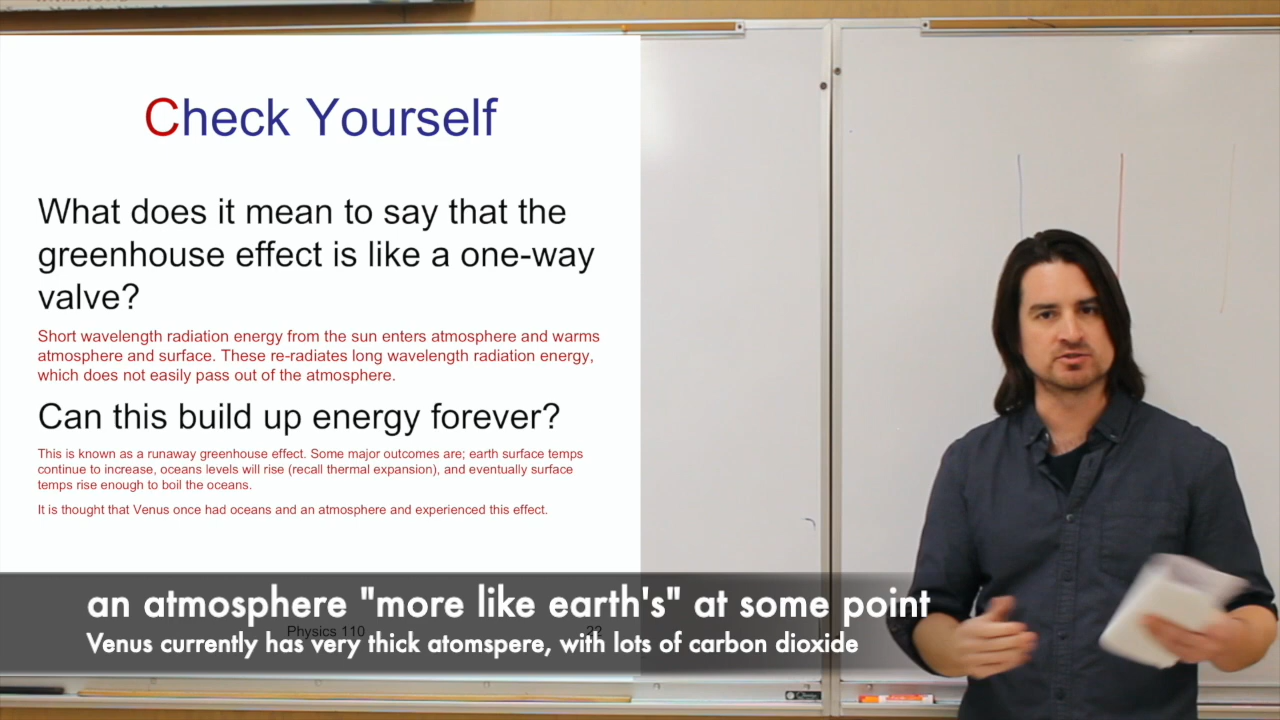 Check Yourself
What does it mean to say that the
greenhouse effect is like a one-way
valve?
Short wavelength radiation energy from the sun enters atmosphere and warms
atmosphere and surface. These re-radiates long wavelength radiation energy,
which does not easily pass out of the atmosphere.
Can this build up energy forever?
This is known as a runaway greenhouse effect. Some major outcomes are; earth surface temps
continue to increase, oceans levels will rise (recall thermal expansion), and eventually surface
temps rise enough to boil the oceans.
It is thought that Venus once had oceans and an atmosphere and experienced this effect.
an atmosphere "more like earth's" at some point
Physics 110
Venus currently has very thick atomspere, with lots of carbon dioxide